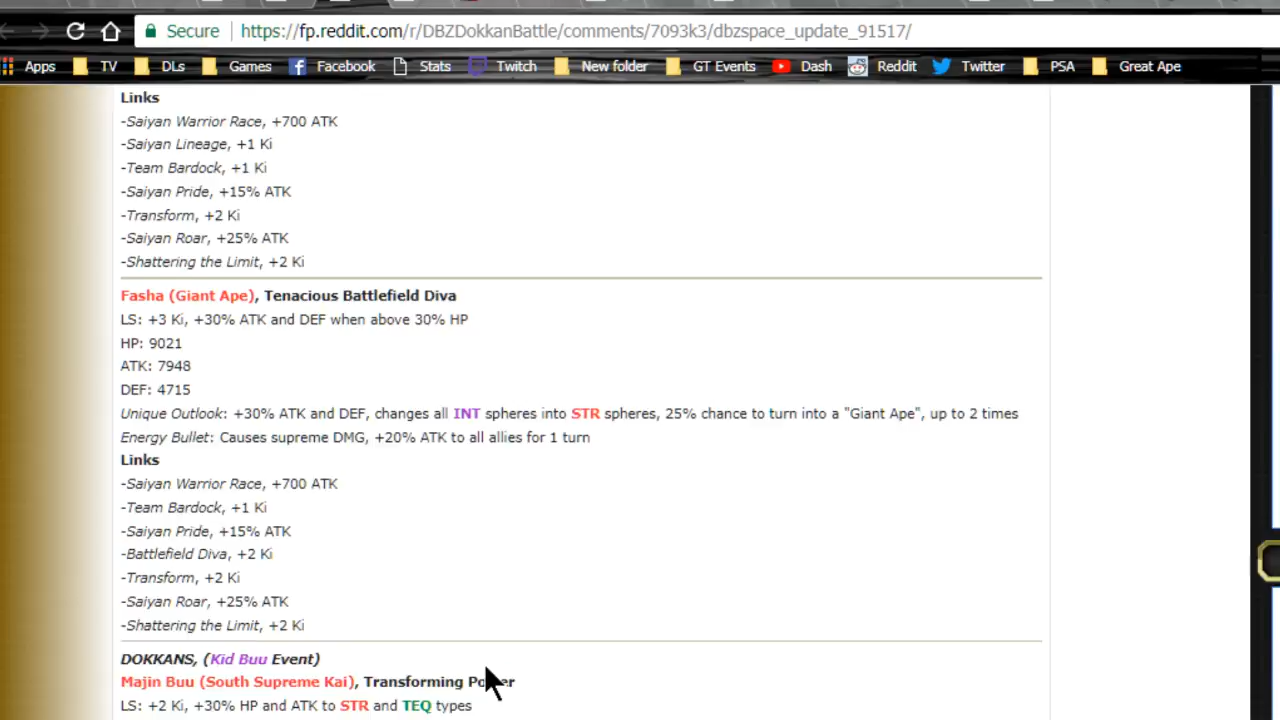 Secure https://fp.reddit.com/r/DBZDokkanBattle/comments/7093k3/dbzspace_update_91517/
Apps TV DLs Games Facebook Stats Twitch New folder GT Events Dash Reddit Twitter PSA Great Ape
Links
-Saiyan Warrior Race, +700 ATK
-Saiyan Lineage, +1 Ki
-Team Bardock, +1 Ki
-Saiyan Pride, +15% ATK
-Transform, +2 Ki
-Saiyan Roar, +25% ATK
-Shattering the Limit, +2 Ki
Fasha (Giant Ape), Tenacious Battlefield Diva
LS: +3 Ki, +30% ATK and DEF when above 30% HP
HP: 9021
ATK: 7948
DEF: 4715
Unique Outlook: +30% ATK and DEF, changes all INT spheres into STR spheres, 25% chance to turn into a "Giant Ape", up to 2 times
Energy Bullet: Causes supreme DMG, +20% ATK to all allies for 1 turn
Links
-Saiyan Warrior Race, +700 ATK
-Team Bardock, +1 Ki
-Saiyan Pride, +15% ATK
-Battlefield Diva, +2 Ki
-Transform, +2 Ki
-Saiyan Roar, +25% ATK
-Shattering the Limit, +2 Ki
DOKKANS, (Kid Buu Event)
Majin Buu (South Supreme Kai), Transforming Power
LS: +2 Ki, +30% HP and ATK to STR and TEQ types